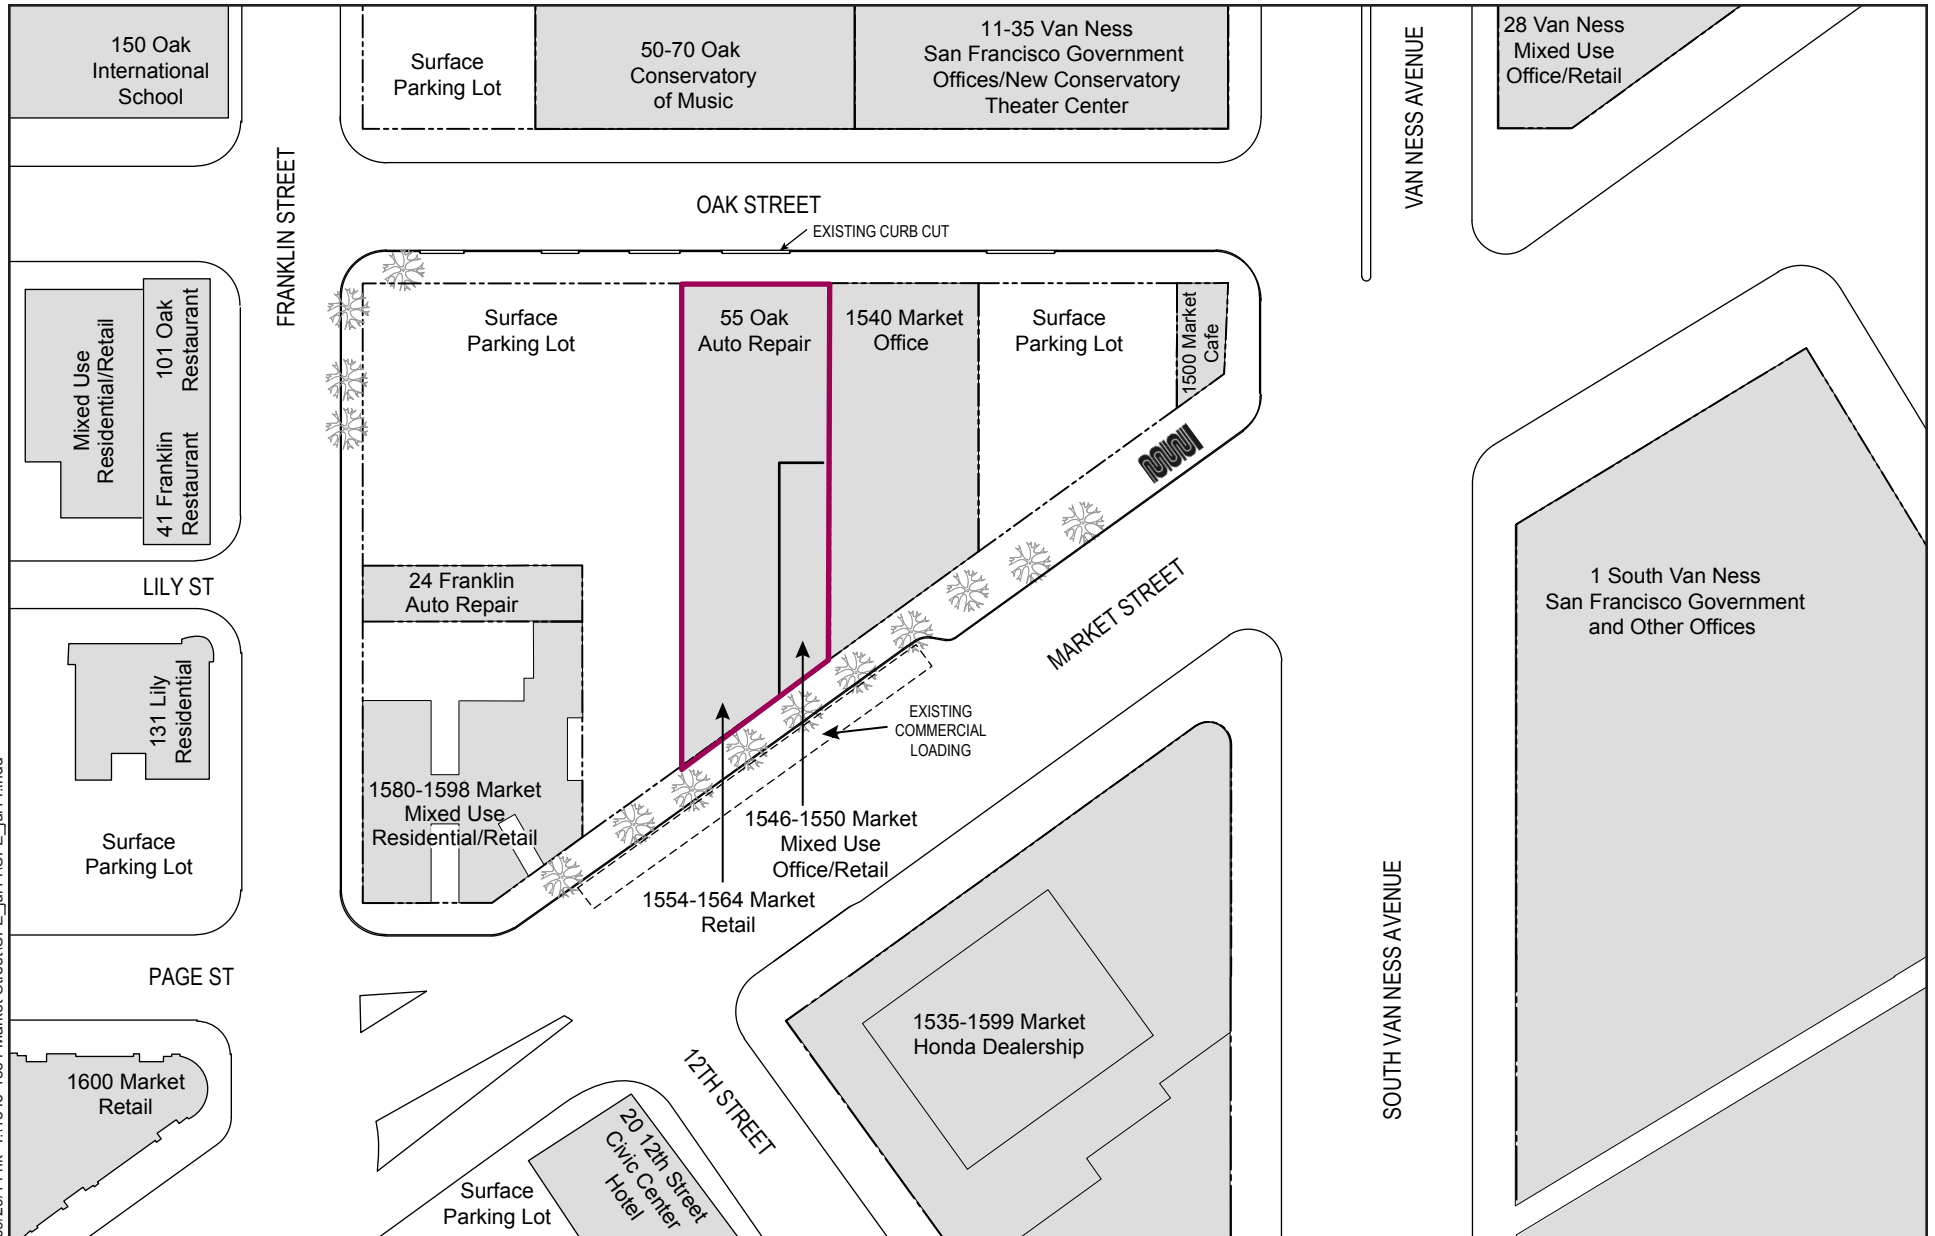 150 Oak
International
School
Surface
Parking Lot
50-70 Oak
Conservatory
of Music
11-35 Van Ness
San Francisco Government
Offices/New Conservatory
Theater Center
VAN NESS AVENUE
28 Van Ness
Mixed Use
Office/Retail
FRANKLIN STREET
OAK STREET
EXISTING CURB CUT
Mixed Use
Residential/Retail
101 Oak
Restaurant
41 Franklin
Restaurant
Surface
Parking Lot
55 Oak
Auto Repair
1540 Market
Office
Surface
Parking Lot
1500 Market
Cafe
MUNI
LILY ST
24 Franklin
Auto Repair
MARKET STREET
1 South Van Ness
San Francisco Government
and Other Offices
131 Lily
Residential
EXISTING
COMMERCIAL
LOADING
1580-1598 Market
Mixed Use
Residential/Retail
1546-1550 Market
Mixed Use
Office/Retail
1554-1564 Market
Retail
Surface
Parking Lot
SOUTH VAN NESS AVENUE
PAGE ST
1535-1599 Market
Honda Dealership
12TH STREET
1600 Market
Retail
20 12th Street
Civic Center
Hotel
Surface
Parking Lot